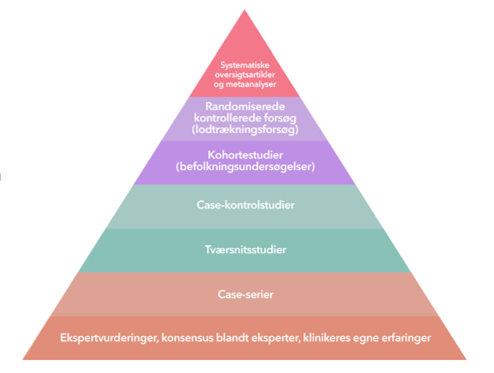 Systematiske
oversigtsartikler
og metaanalyser
Randomiserede
kontrollerede forsøg
(lodtrækningsforsøg)
Kohortestudier
(befolkningsundersøgelser)
Case-kontrolstudier
Tværsnitsstudier
Case-serier
Ekspertvurderinger, konsensus blandt eksperter, klinikeres egne erfaringer